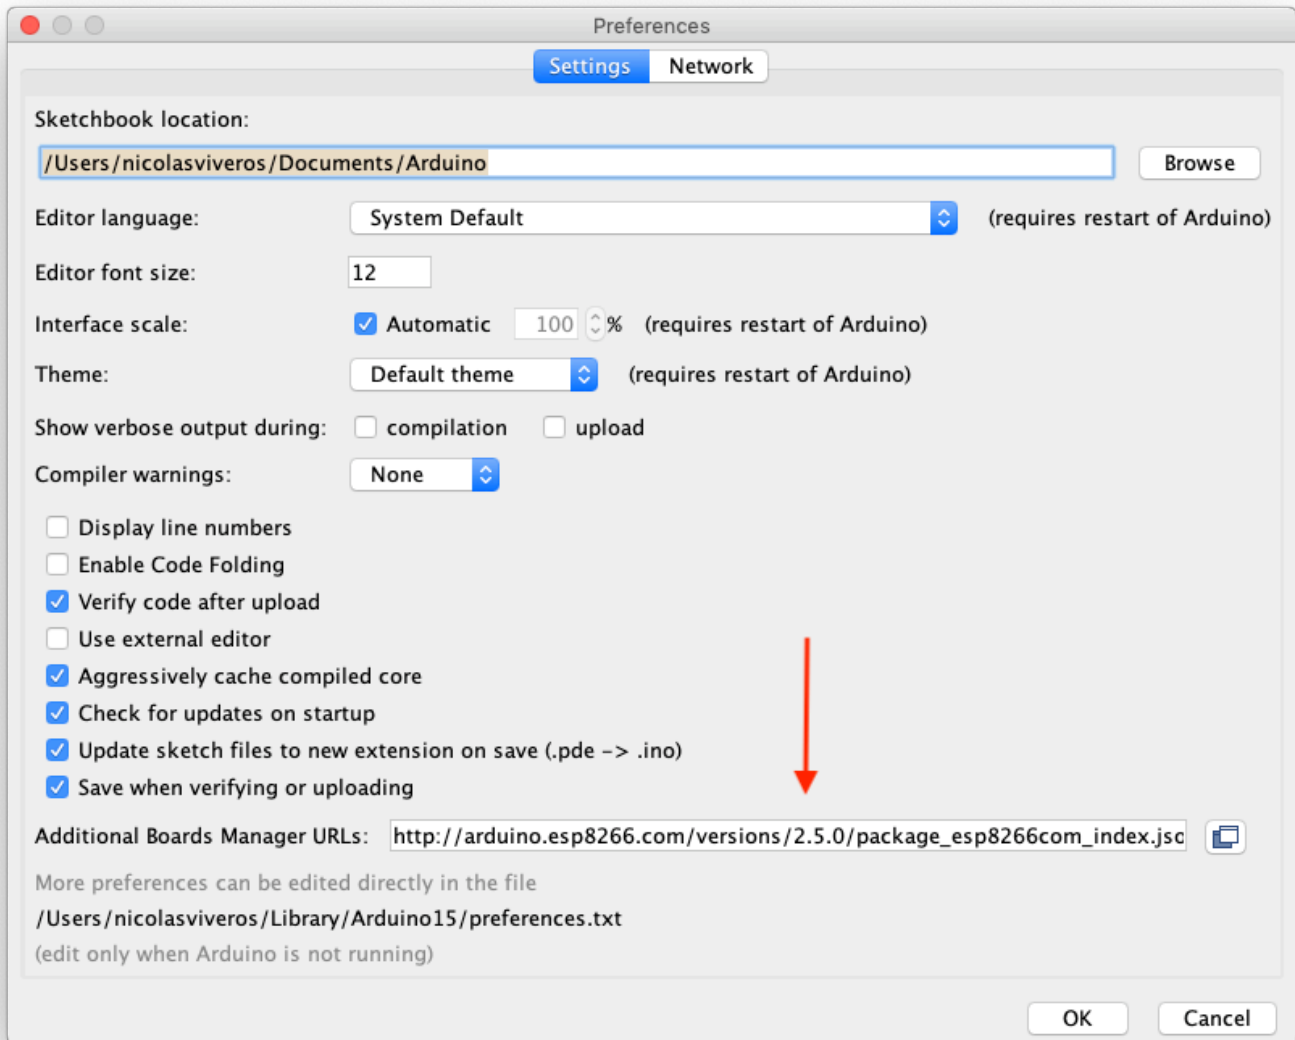 Preferences
Settings Network
Sketchbook location:
/Users/nicolasviveros/Documents/Arduino Browse
Editor language: System Default (requires restart of Arduino)
Editor font size: 12
Interface scale: Automatic 100 % (requires restart of Arduino)
Theme: Default theme (requires restart of Arduino)
Show verbose output during: compilation upload
Compiler warnings: None
Display line numbers
Enable Code Folding
Verify code after upload
Use external editor
Aggressively cache compiled core
Check for updates on startup
Update sketch files to new extension on save (.pde -> .ino)
Save when verifying or uploading
Additional Boards Manager URLs: http://arduino.esp8266.com/versions/2.5.0/package_esp8266com_index.jso
More preferences can be edited directly in the file
/Users/nicolasviveros/Library/Arduino15/preferences.txt
(edit only when Arduino is not running)
OK Cancel